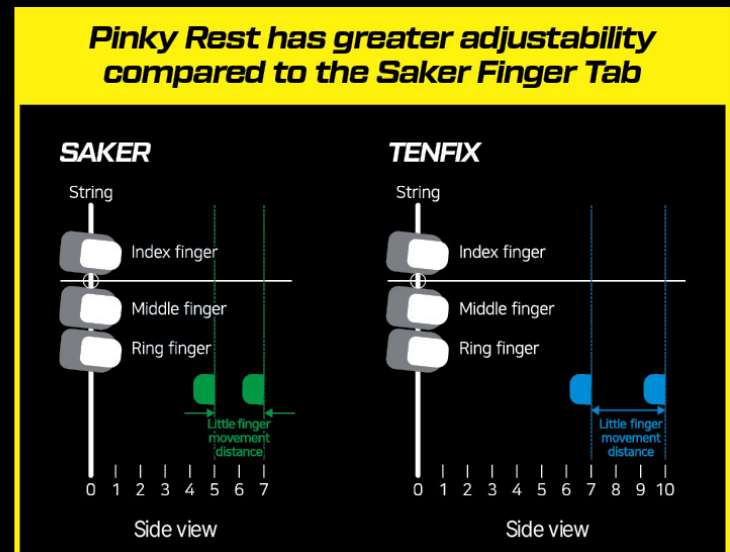 Pinky Rest has greater adjustability
compared to the Saker Finger Tab
SAKER
String
Index finger
Middle finger
Ring finger
Little finger
movement
distance
0 1 2 3 4 5 6 7
Side view
TENFIX
String
Index finger
Middle finger
Ring finger
Little finger
movement
distance
0 1 2 3 4 5 6 7 8 9 10
Side view